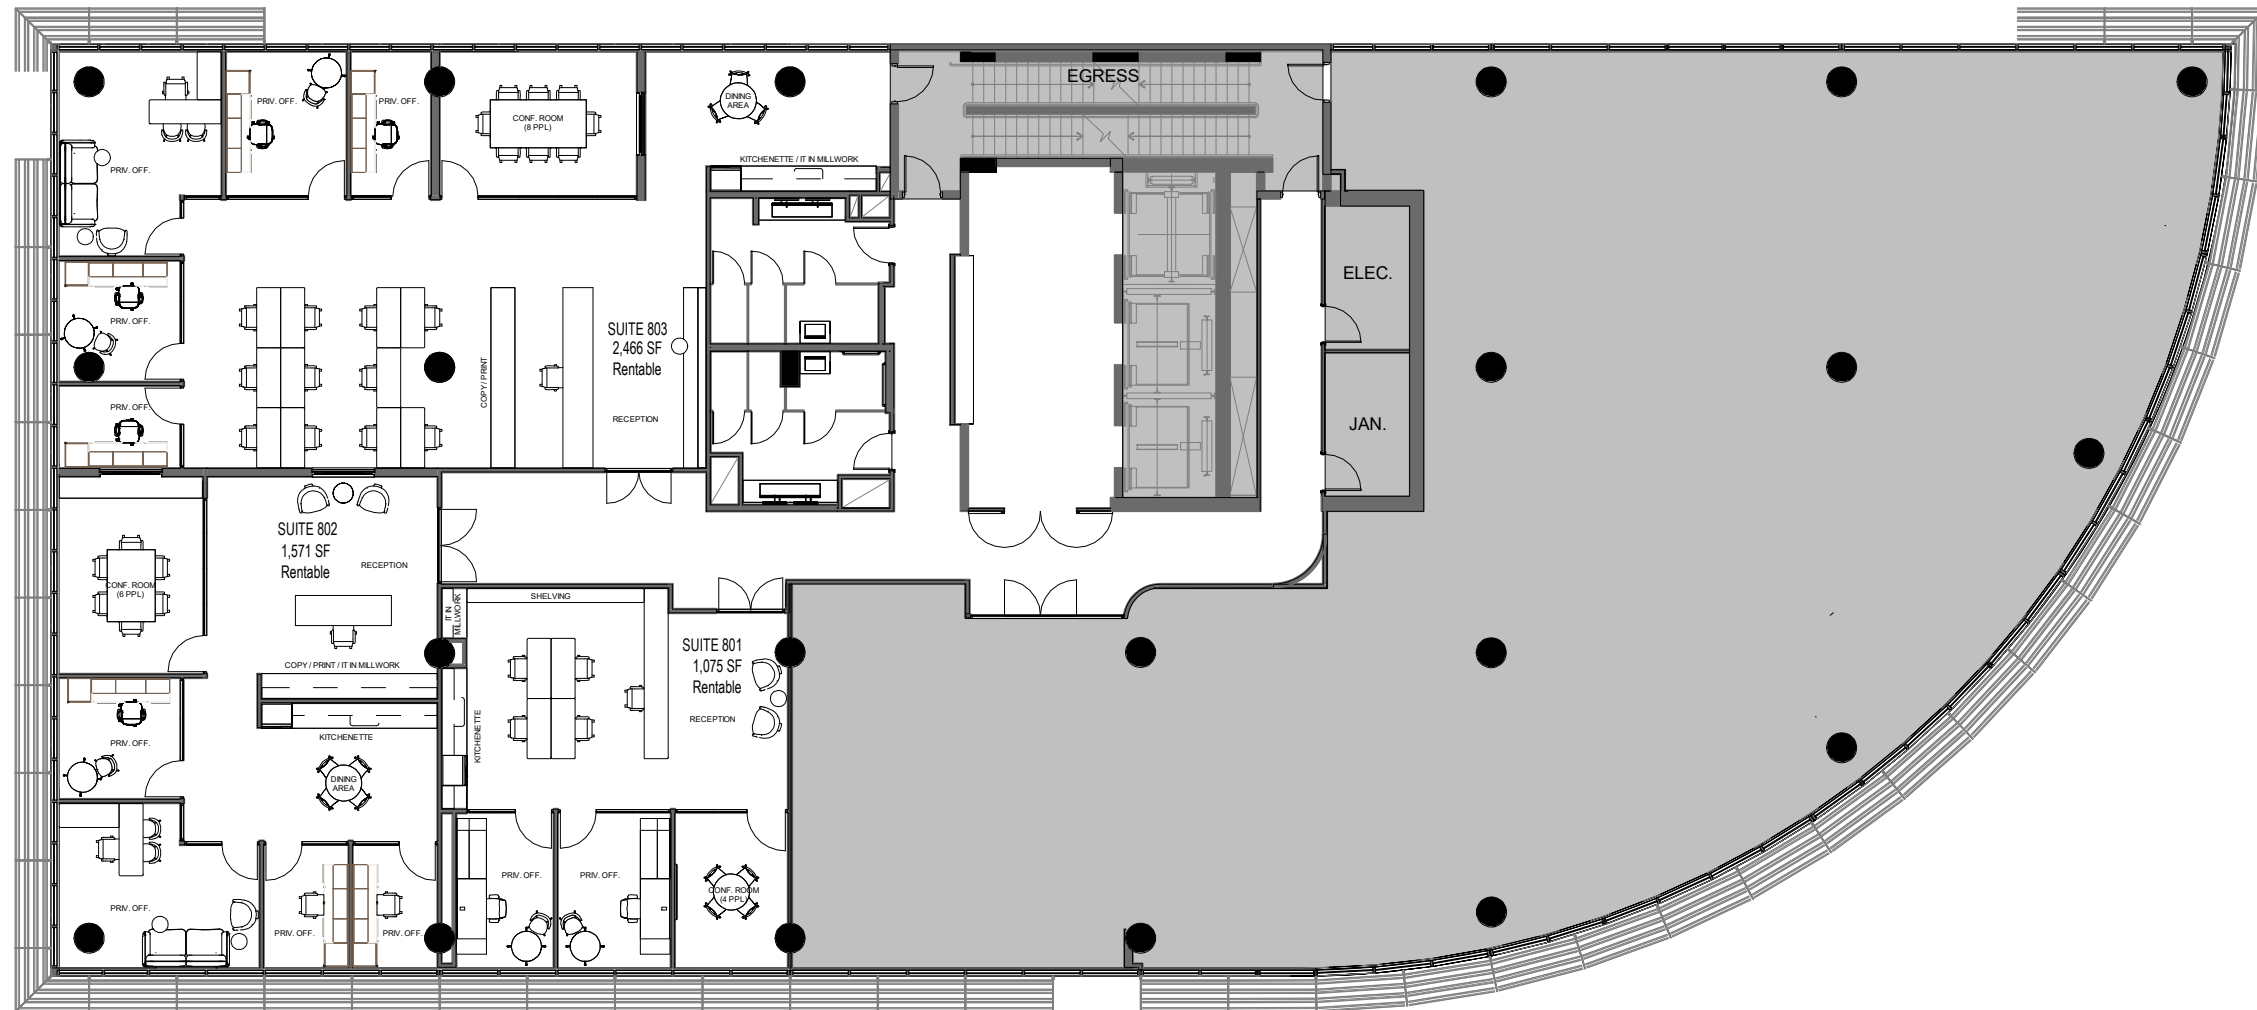 EGRESS
PRIV. OFF.
PRIV. OFF.
PRIV. OFF.
CONF. ROOM
(8 PPL)
DINING
AREA
KITCHENETTE / IT IN MILLWORK
PRIV. OFF.
PRIV. OFF.
COPY / PRINT
SUITE 803
2,466 SF
Rentable
RECEPTION
ELEC.
JAN.
SUITE 802
1,571 SF
Rentable
RECEPTION
CONF. ROOM
(6 PPL)
COPY / PRINT / IT IN MILLWORK
KITCHENETTE
PRIV. OFF.
DINING
AREA
PRIV. OFF.
PRIV. OFF.
PRIV. OFF.
IT IN
MILLWORK
SHELVING
SUITE 801
1,075 SF
Rentable
RECEPTION
KITCHENETTE
PRIV. OFF.
PRIV. OFF.
CONF. ROOM
(4 PPL)